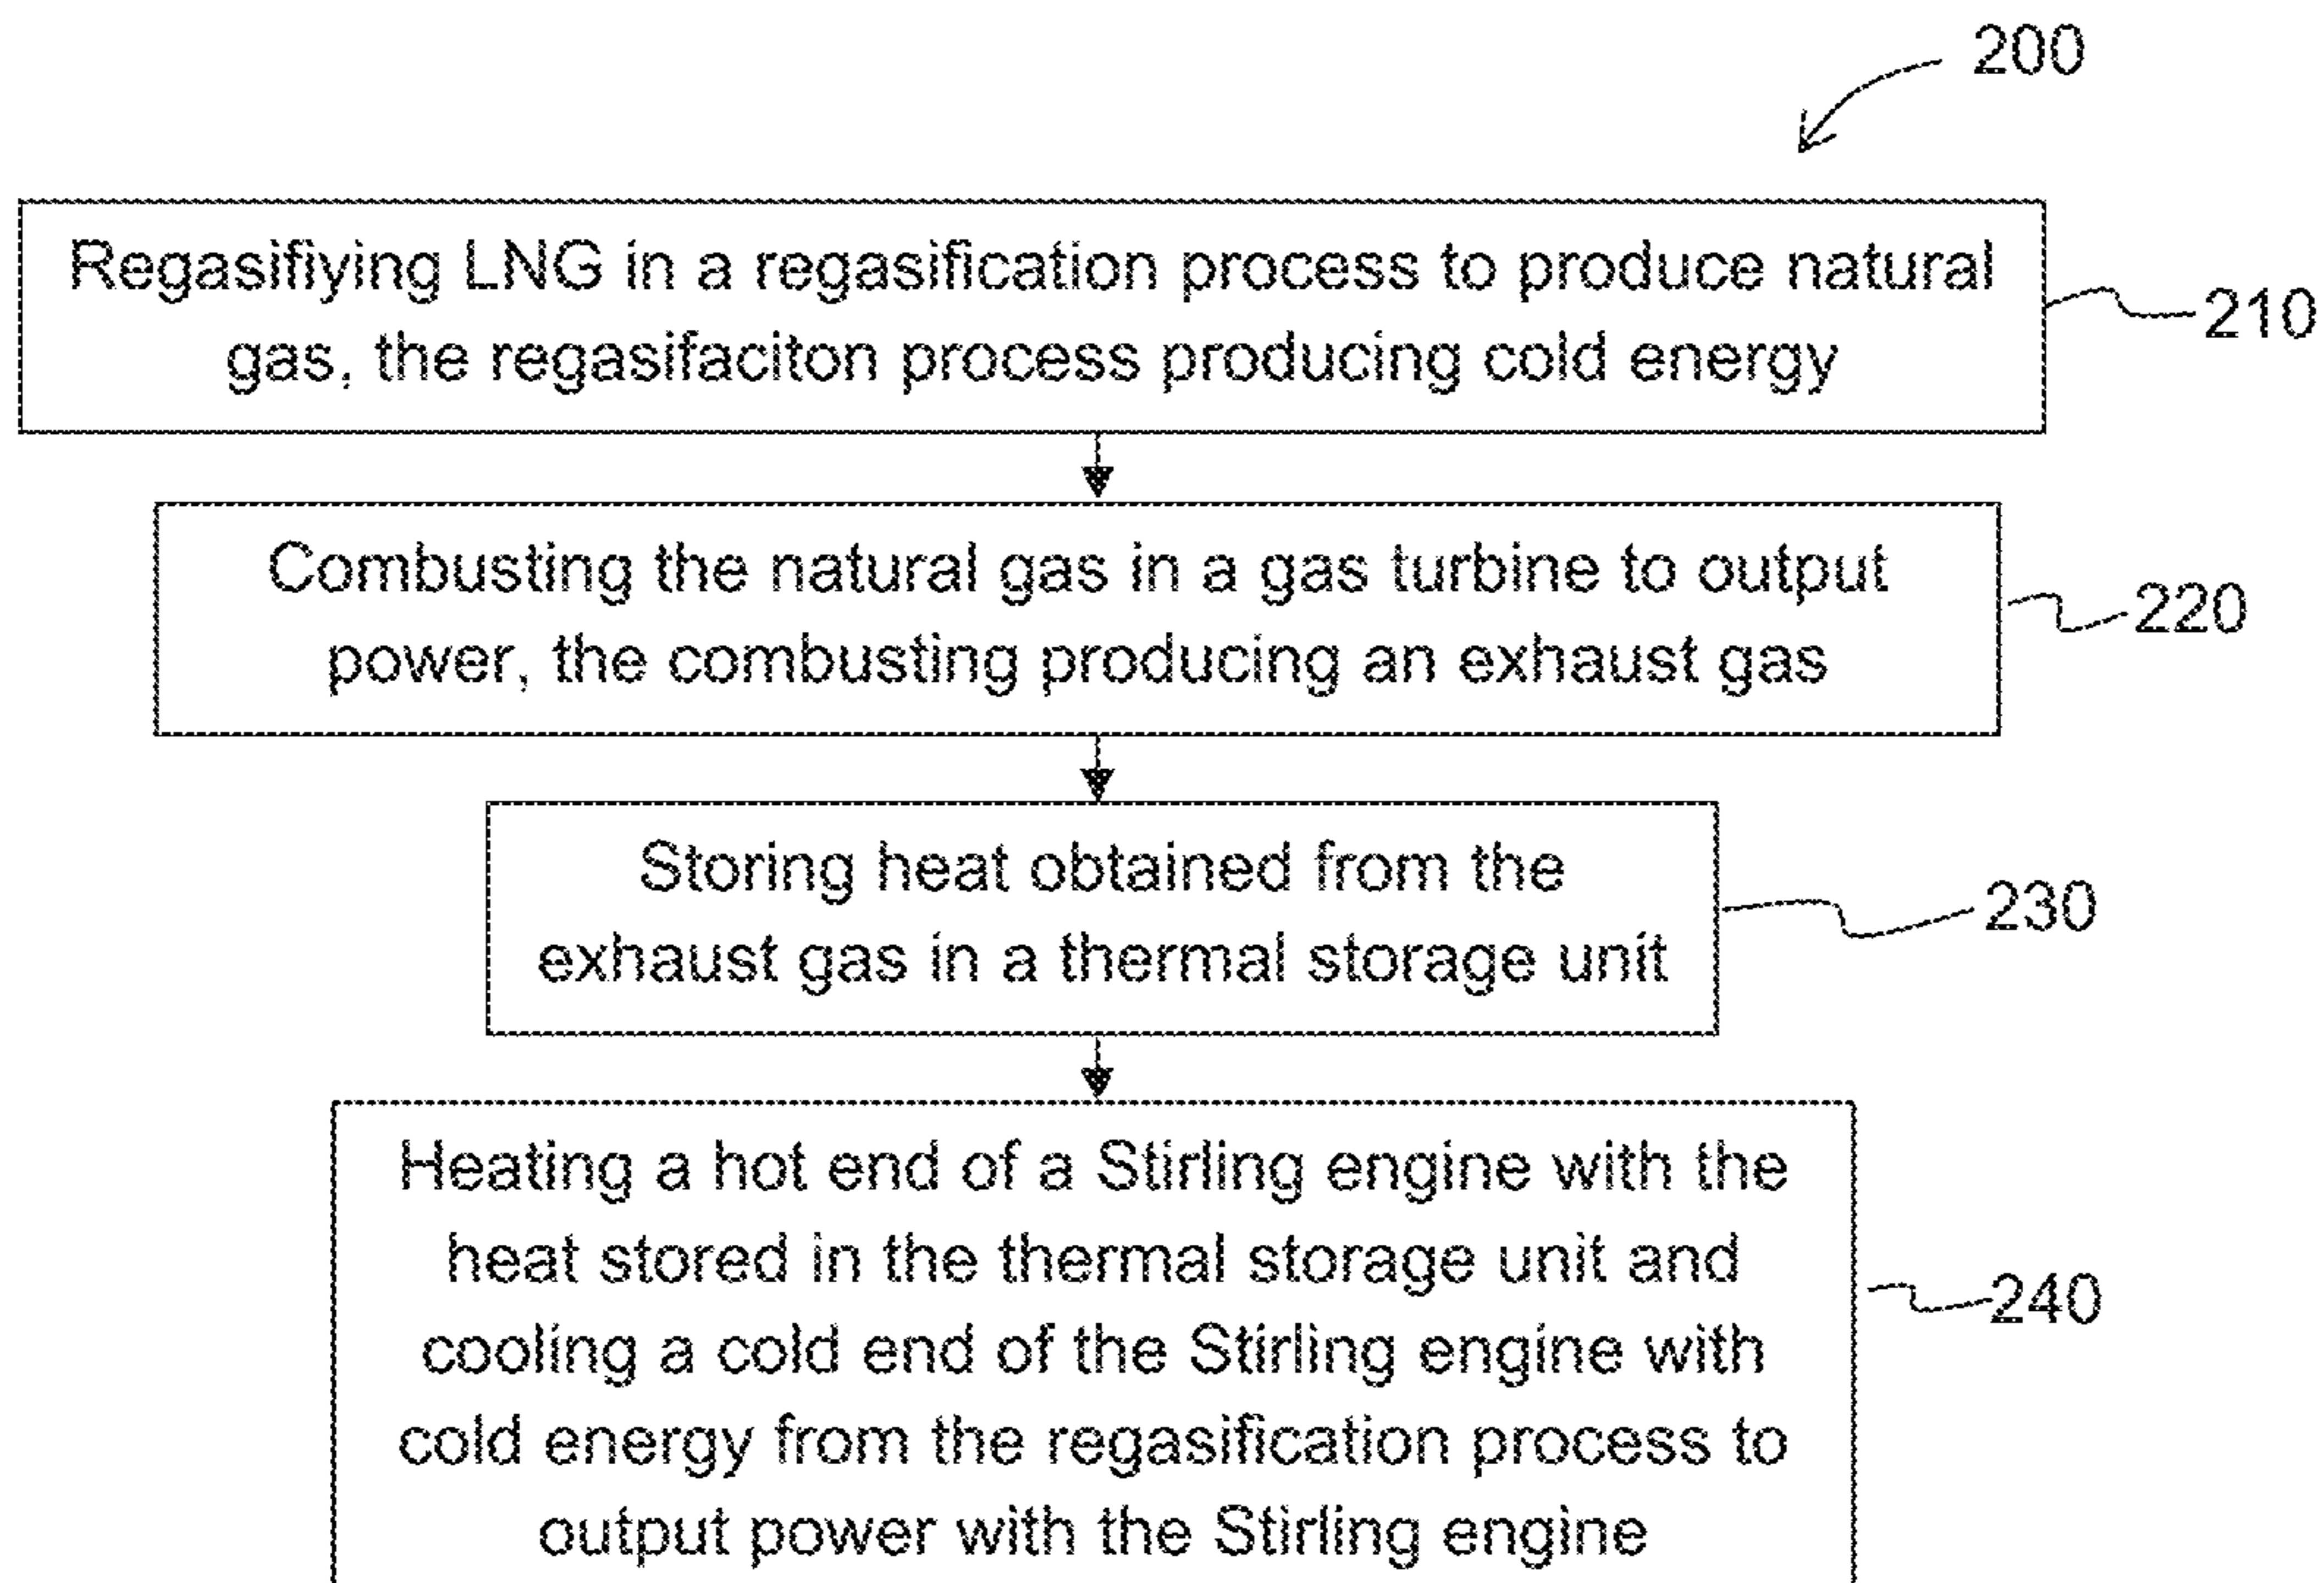 200
Regasifiying LNG in a regasification process to produce natural
gas, the regasifaciton process producing cold energy
210
Combusting the natural gas in a gas turbine to output
power, the combusting producing an exhaust gas
220
Storing heat obtained from the
exhaust gas in a thermal storage unit
230
Heating a hot end of a Stirling engine with the
heat stored in the thermal storage unit and
cooling a cold end of the Stirling engine with
cold energy from the regasification process to
output power with the Stirling engine
240